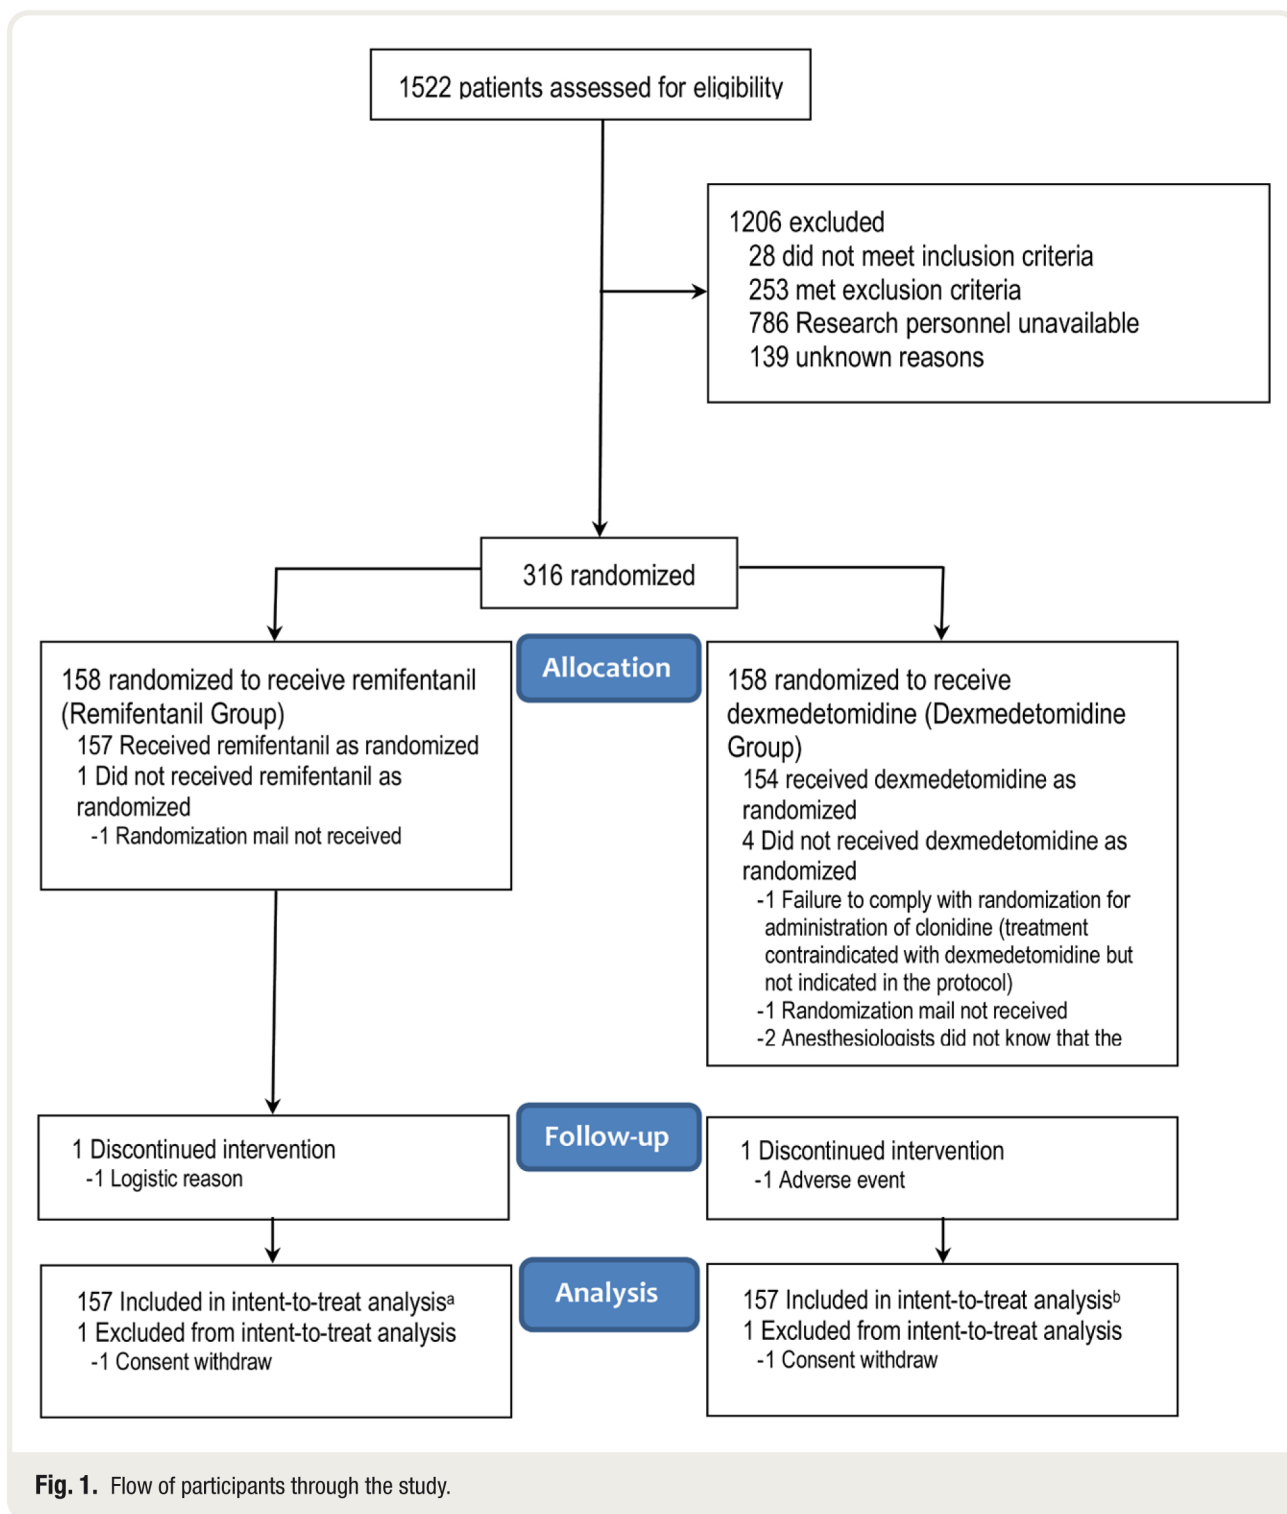 1522 patients assessed for eligibility
1206 excluded
28 did not meet inclusion criteria
253 met exclusion criteria
786 Research personnel unavailable
139 unknown reasons
316 randomized
Allocation
158 randomized to receive remifentanil
(Remifentanil Group)
157 Received remifentanil as randomized
1 Did not received remifentanil as
randomized
-1 Randomization mail not received
158 randomized to receive
dexmedetomidine (Dexmedetomidine
Group)
154 received dexmedetomidine as
randomized
4 Did not received dexmedetomidine as
randomized
-1 Failure to comply with randomization for
administration of clonidine (treatment
contraindicated with dexmedetomidine but
not indicated in the protocol)
-1 Randomization mail not received
-2 Anesthesiologists did not know that the
Follow-up
1 Discontinued intervention
-1 Logistic reason
1 Discontinued intervention
-1 Adverse event
Analysis
157 Included in intent-to-treat analysisᵃ
1 Excluded from intent-to-treat analysis
-1 Consent withdraw
157 Included in intent-to-treat analysisᵇ
1 Excluded from intent-to-treat analysis
-1 Consent withdraw
Fig. 1. Flow of participants through the study.